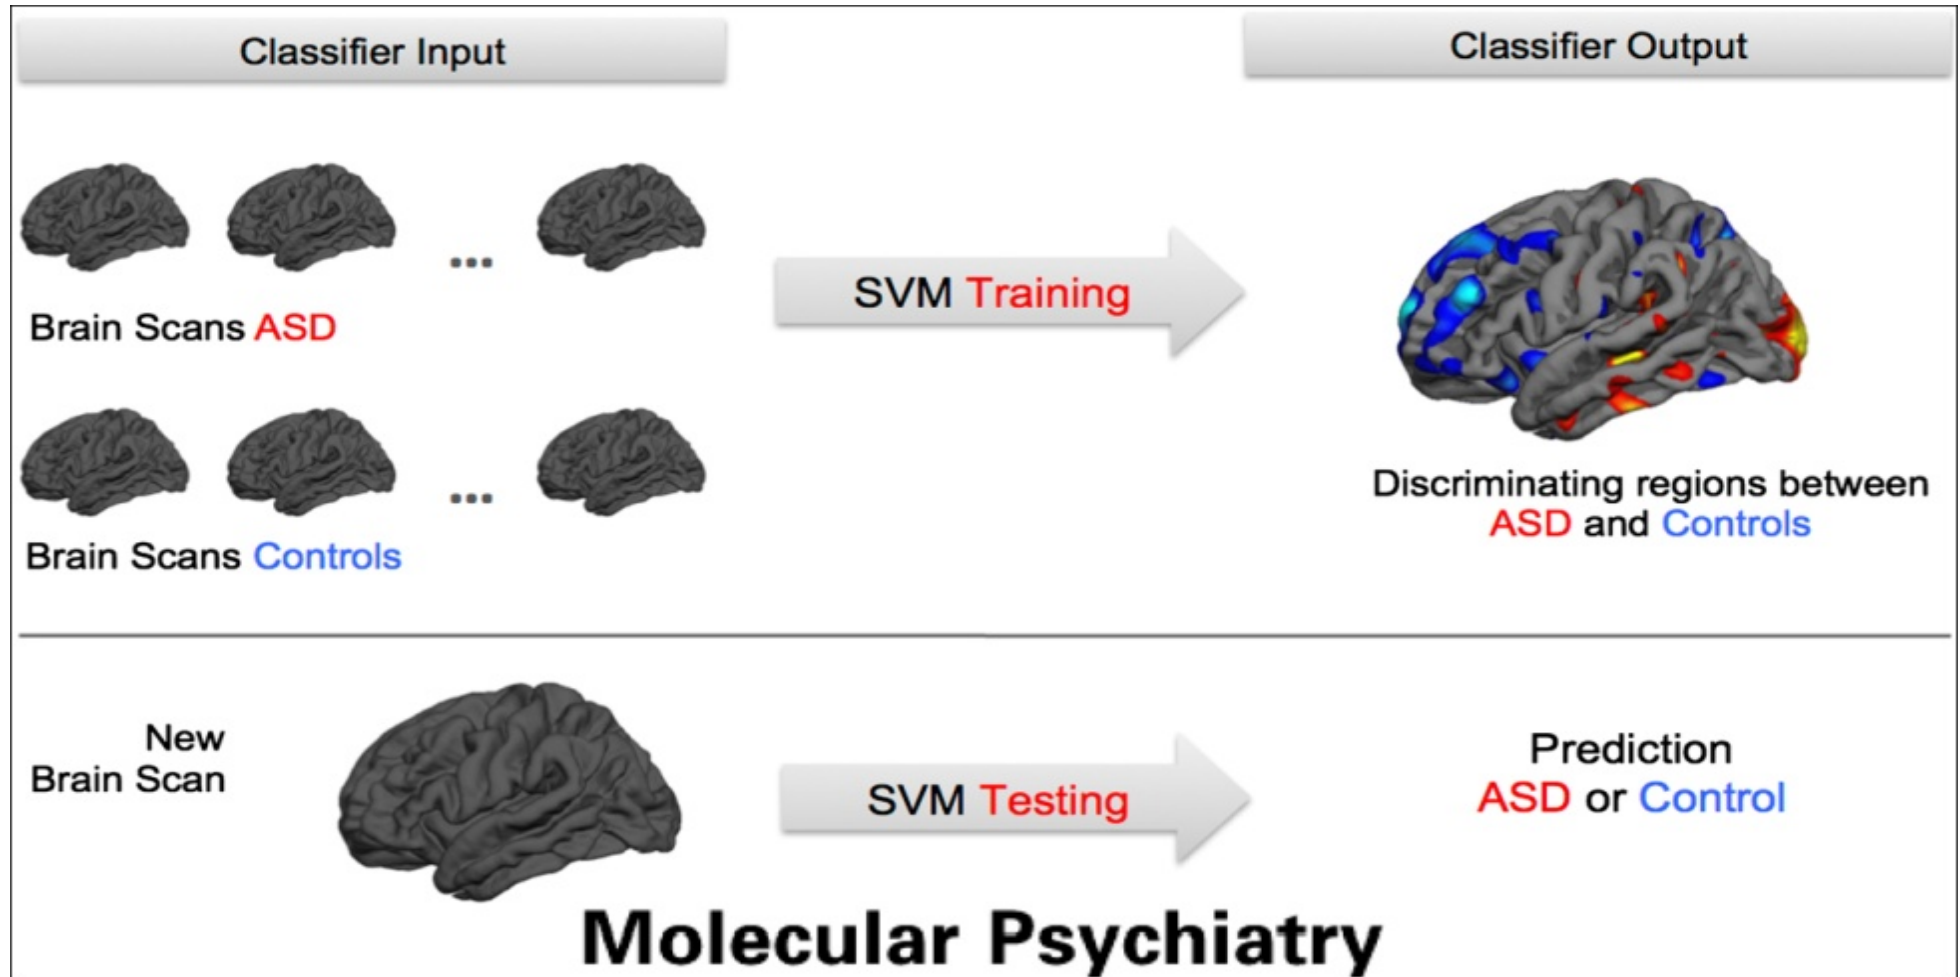 Classifier Input
Classifier Output
...
Brain Scans ASD
SVM Training
...
Brain Scans Controls
Discriminating regions between
ASD and Controls
New
Brain Scan
SVM Testing
Prediction
ASD or Control
Molecular Psychiatry